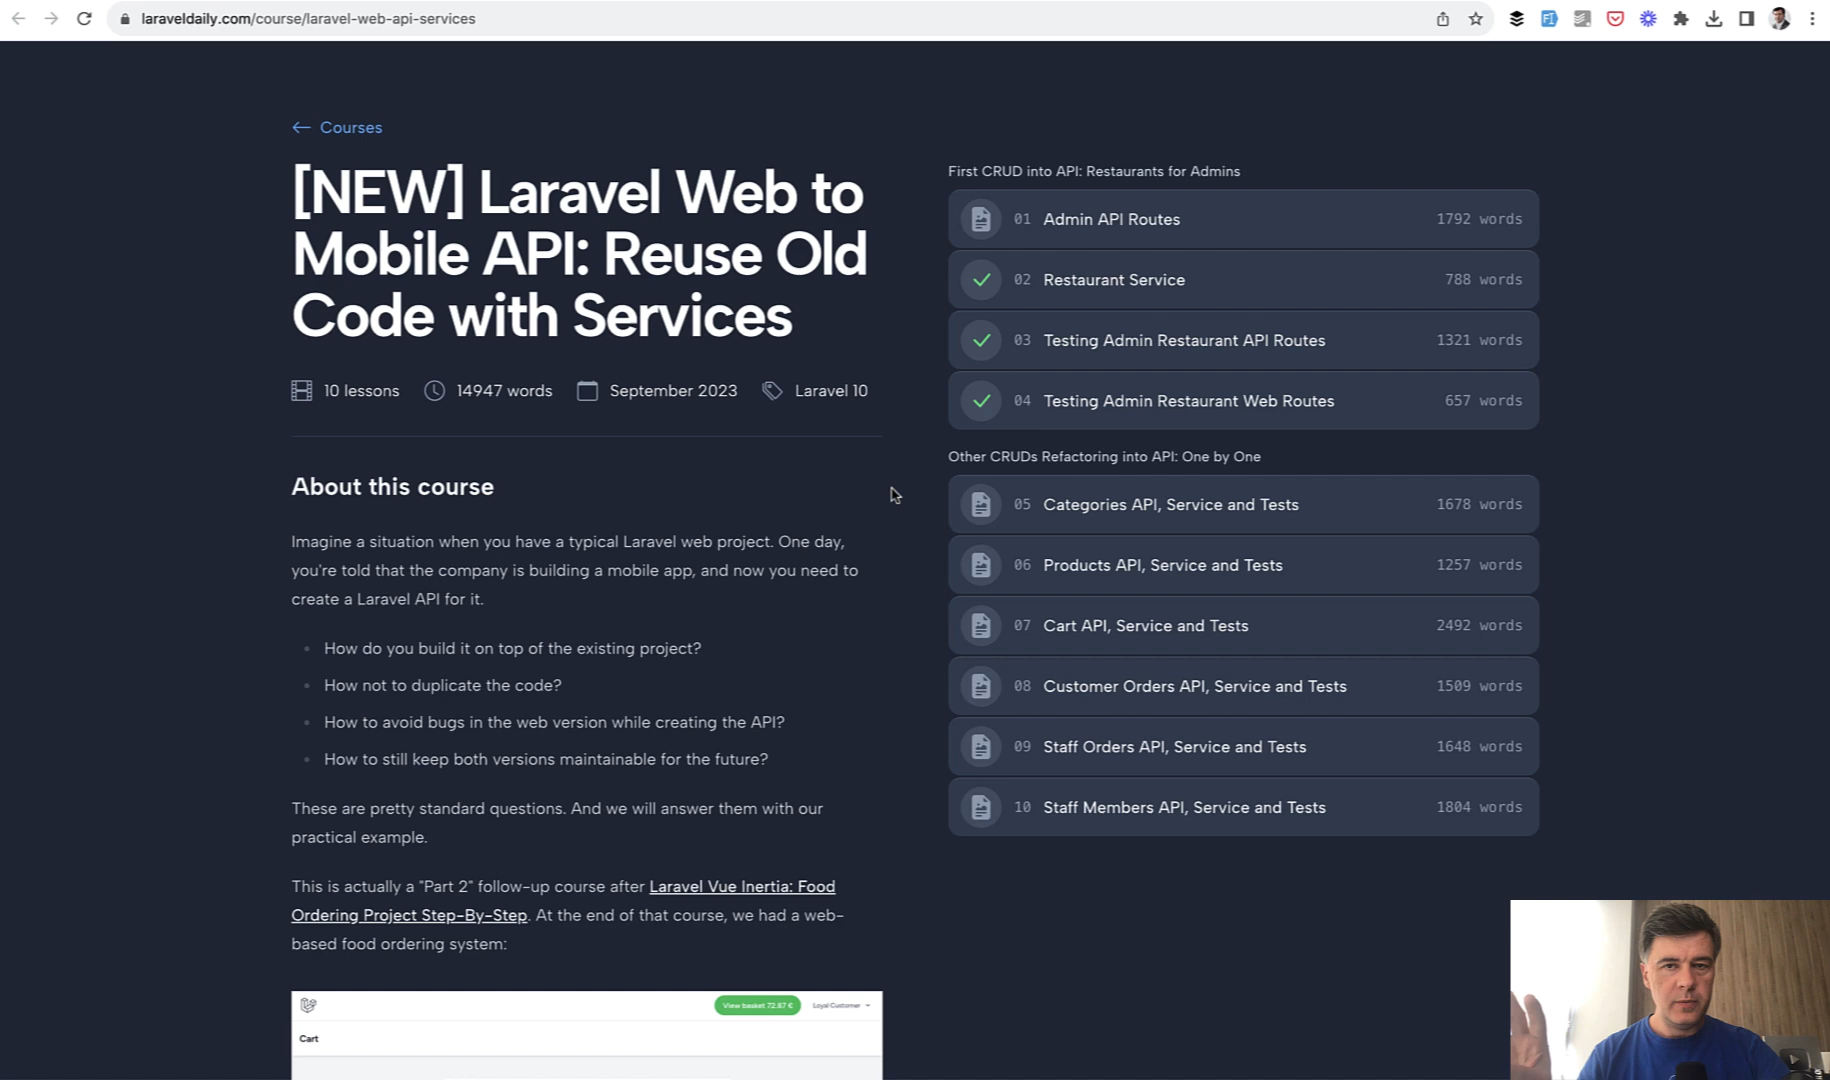 laraveldaily.com/course/laravel-web-api-services
Courses
[NEW] Laravel Web to
Mobile API: Reuse Old
Code with Services
10 lessons
14947 words
September 2023
Laravel 10
About this course
Imagine a situation when you have a typical Laravel web project. One day,
you're told that the company is building a mobile app, and now you need to
create a Laravel API for it.
How do you build it on top of the existing project?
How not to duplicate the code?
How to avoid bugs in the web version while creating the API?
How to still keep both versions maintainable for the future?
These are pretty standard questions. And we will answer them with our
practical example.
This is actually a "Part 2" follow-up course after Laravel Vue Inertia: Food
Ordering Project Step-By-Step. At the end of that course, we had a web-
based food ordering system:
View basket 72.87 €
Loyal Customer
Cart
First CRUD into API: Restaurants for Admins
01 Admin API Routes 1792 words
02 Restaurant Service 788 words
03 Testing Admin Restaurant API Routes 1321 words
04 Testing Admin Restaurant Web Routes 657 words
Other CRUDs Refactoring into API: One by One
05 Categories API, Service and Tests 1678 words
06 Products API, Service and Tests 1257 words
07 Cart API, Service and Tests 2492 words
08 Customer Orders API, Service and Tests 1509 words
09 Staff Orders API, Service and Tests 1648 words
10 Staff Members API, Service and Tests 1804 words